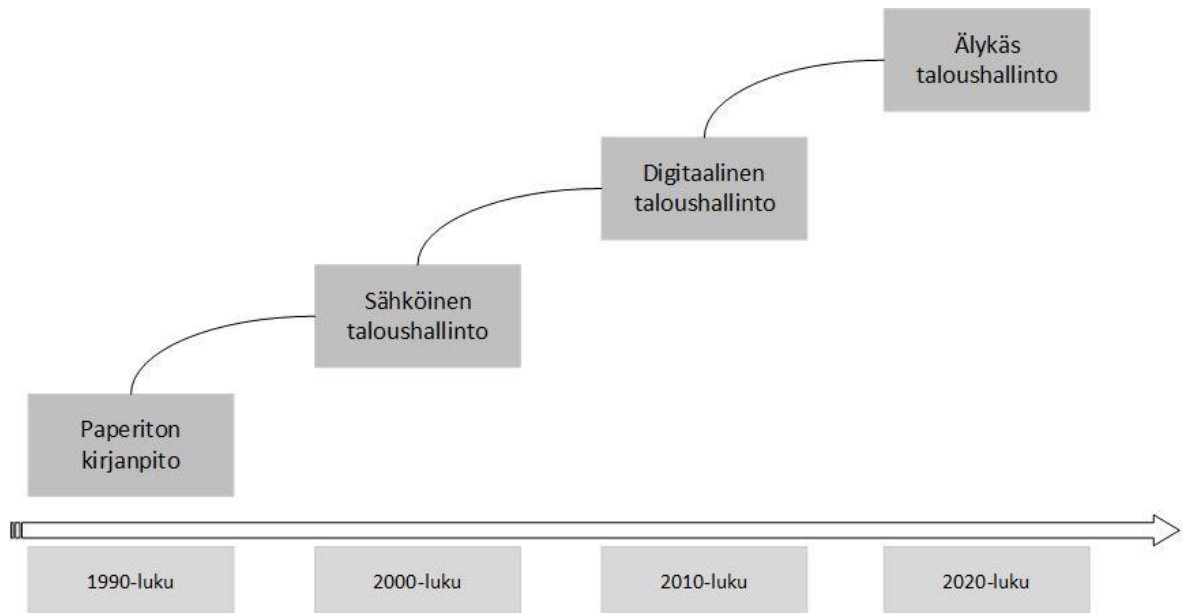 Älykäs
taloushallinto
Digitaalinen
taloushallinto
Sähköinen
taloushallinto
Paperiton
kirjanpito
1990-luku
2000-luku
2010-luku
2020-luku